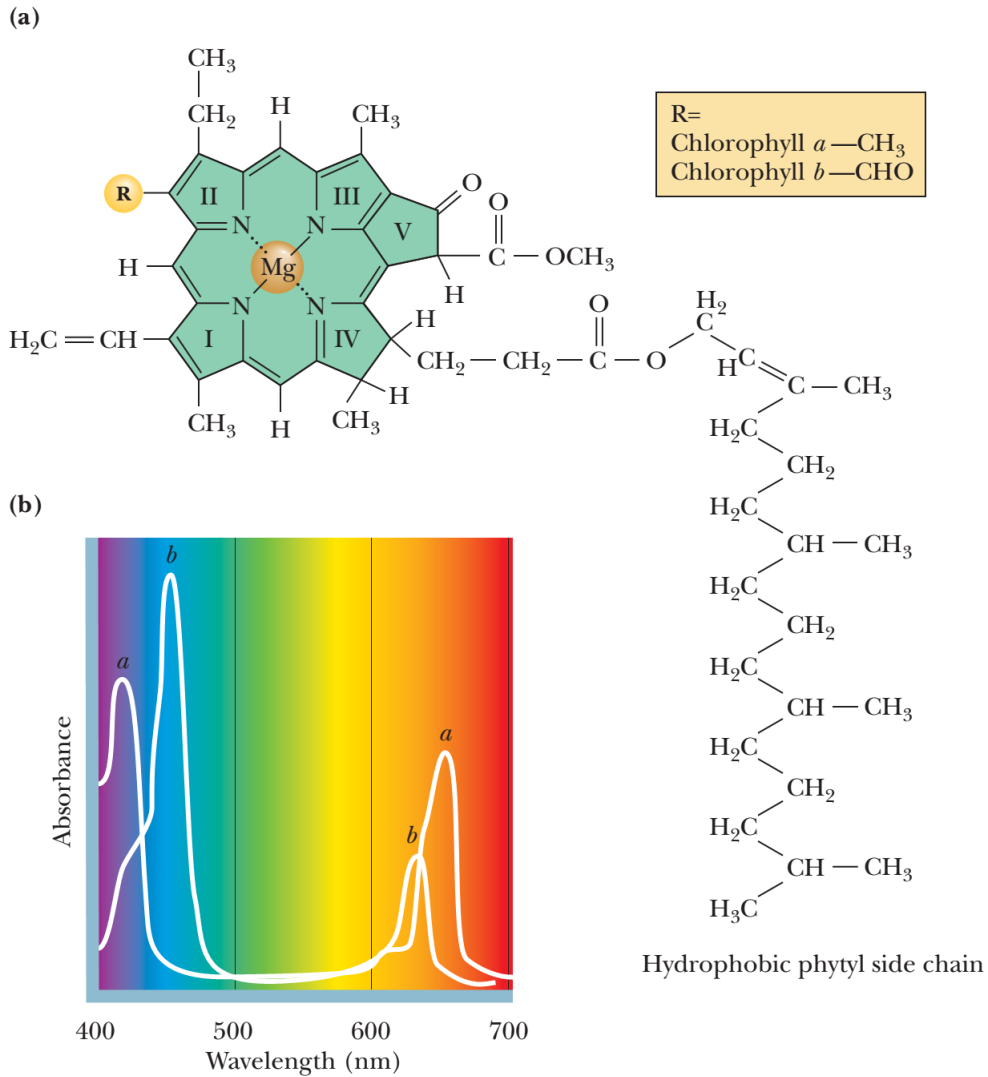 (a)
CH₃
CH₂
H
CH₃
R=
Chlorophyll a —CH₃
Chlorophyll b —CHO
R
II
III
O
O
N
N
V
H
Mg
C — OCH₃
H
N
N
H₂C=CH
I
IV
H
CH₂—CH₂—C—O
O
H₂
C
HC
C—CH₃
CH₃
H
CH₃
H
H₂C
CH₂
H₂C
CH—CH₃
H₂C
CH₂
H₂C
CH—CH₃
H₂C
CH₂
H₂C
CH—CH₃
H₃C
Hydrophobic phytyl side chain
(b)
b
a
a
b
Absorbance
400 500 600 700
Wavelength (nm)